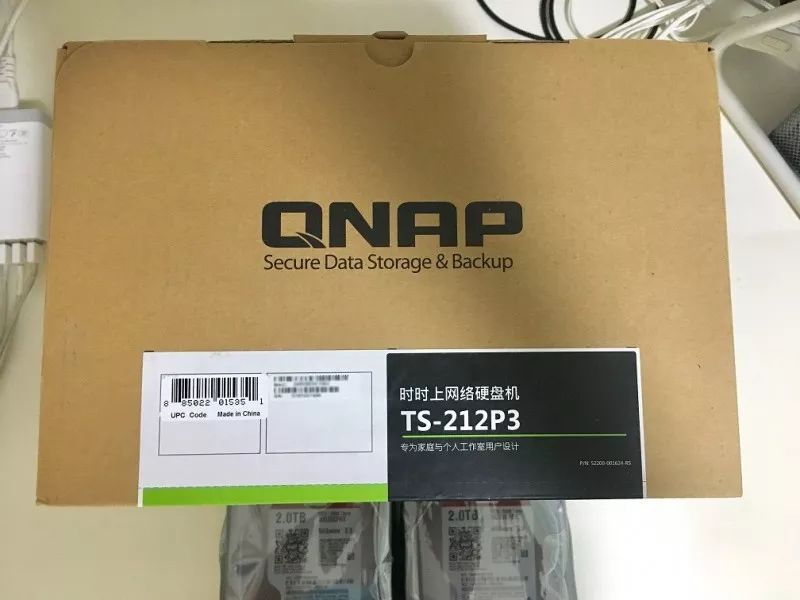 QNAP
Secure Data Storage & Backup
8 85022 01535 1
UPC Code Made in China
时时上网络硬盘机
TS-212P3
专为家庭与个人工作室用户设计
2.0TB
2.0TB